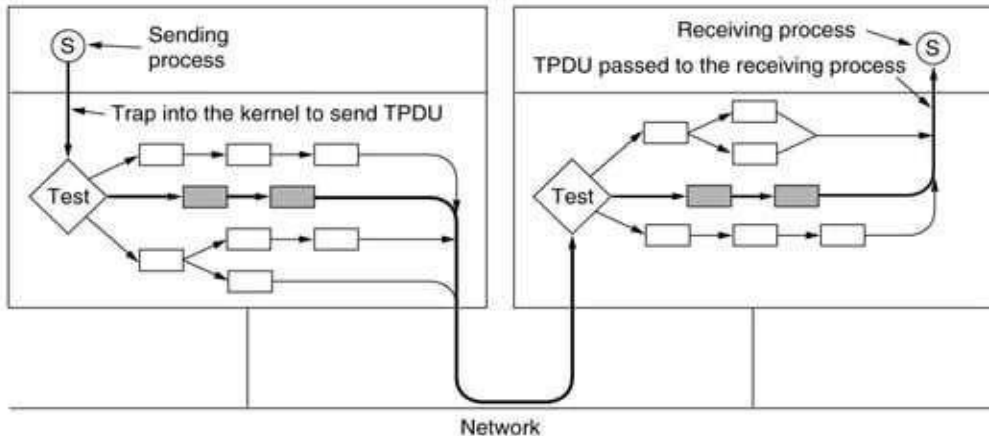 S
Sending
process
Trap into the kernel to send TPDU
Test
Receiving process
S
TPDU passed to the receiving process
Test
Network